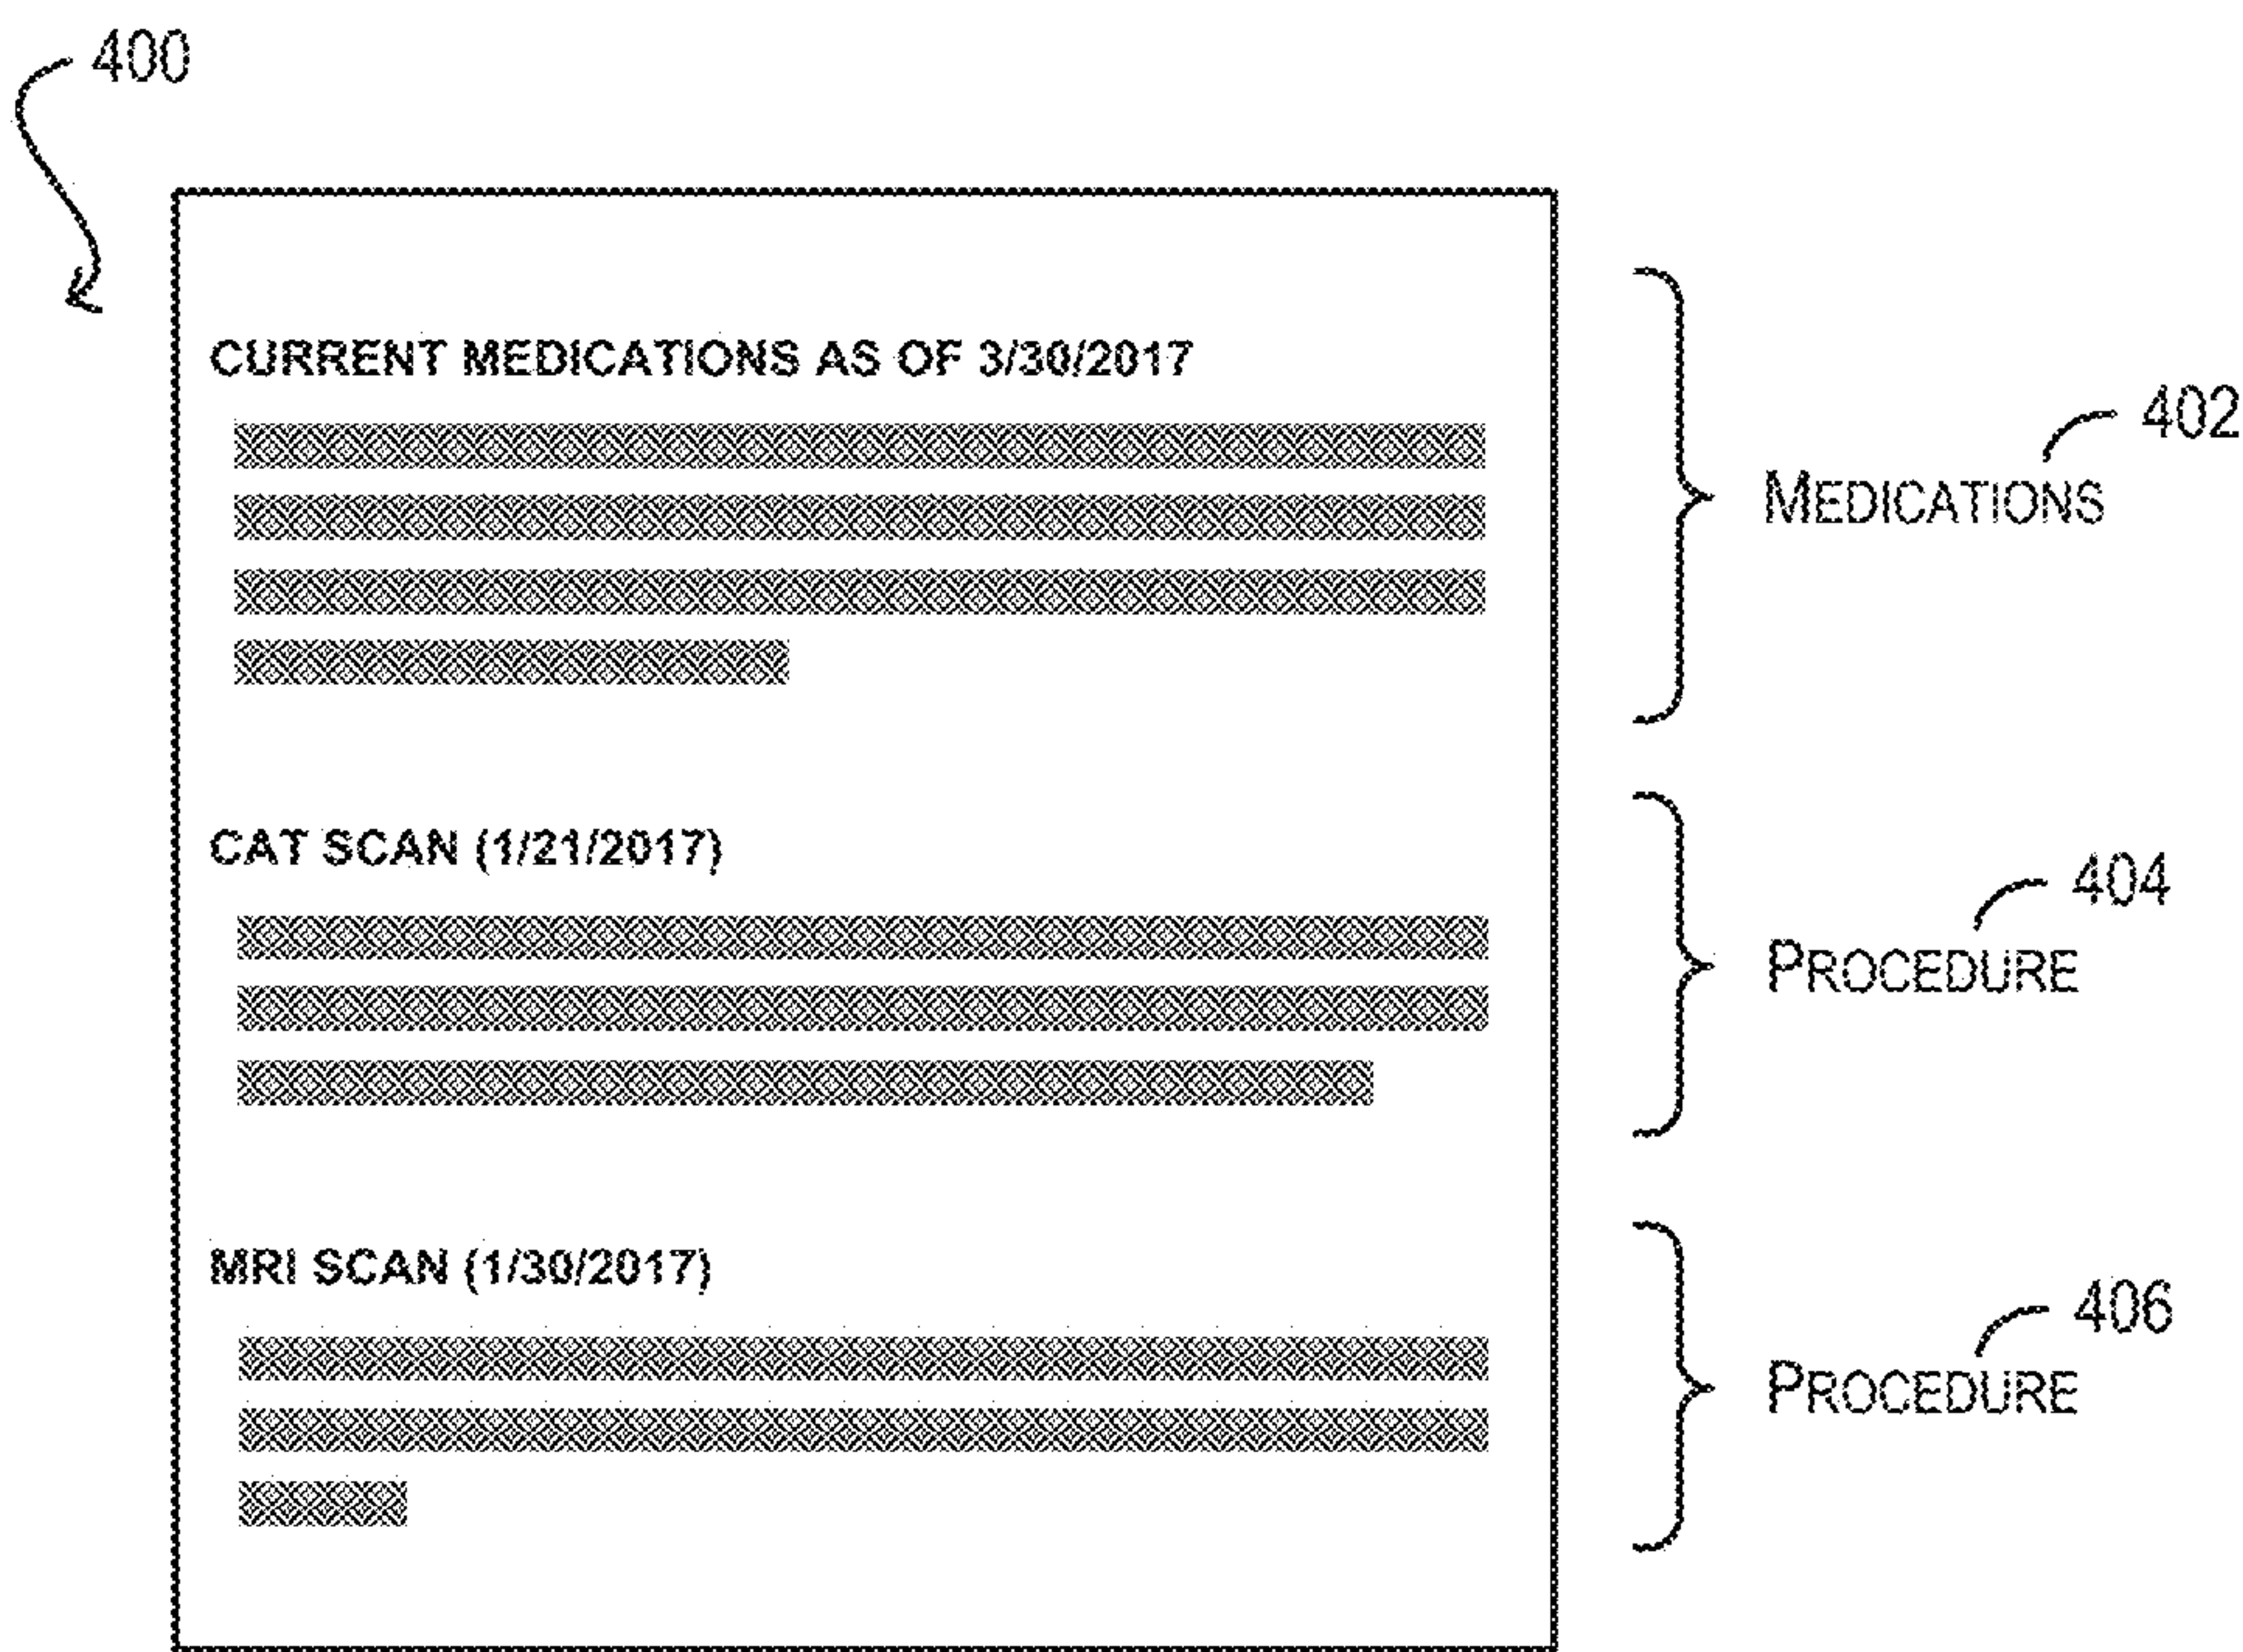 400
CURRENT MEDICATIONS AS OF 3/30/2017
402
MEDICATIONS
CAT SCAN (1/21/2017)
404
PROCEDURE
MRI SCAN (1/30/2017)
406
PROCEDURE